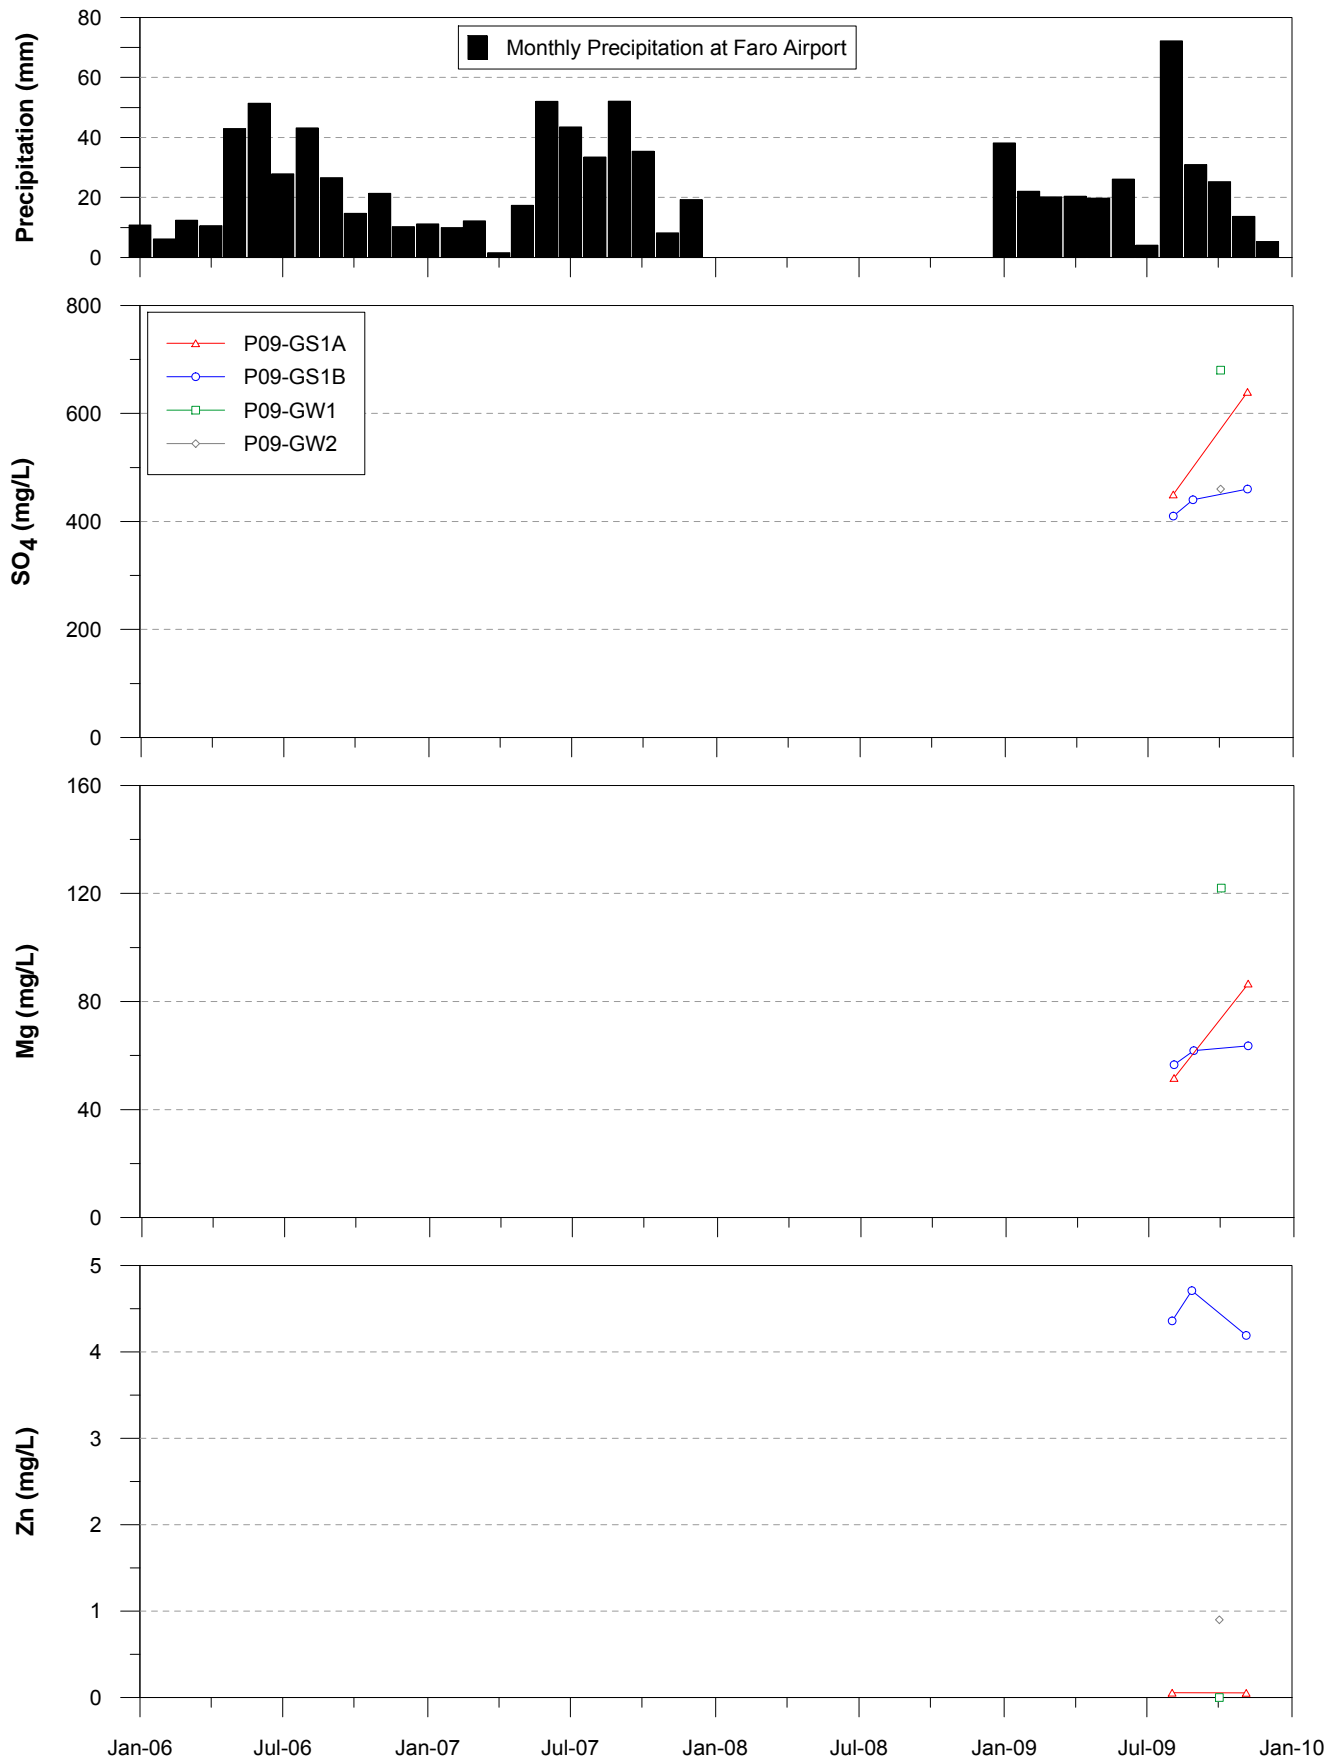 Precipitation (mm)
80
60
40
20
0
Monthly Precipitation at Faro Airport
SO4 (mg/L)
800
600
400
200
0
P09-GS1A
P09-GS1B
P09-GW1
P09-GW2
Mg (mg/L)
160
120
80
40
0
Zn (mg/L)
5
4
3
2
1
0
Jan-06 Jul-06 Jan-07 Jul-07 Jan-08 Jul-08 Jan-09 Jul-09 Jan-10